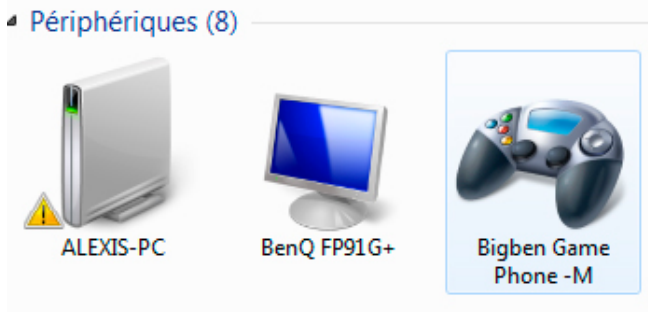 Périphériques (8)
ALEXIS-PC
BenQ FP91G+
Bigben Game
Phone -M